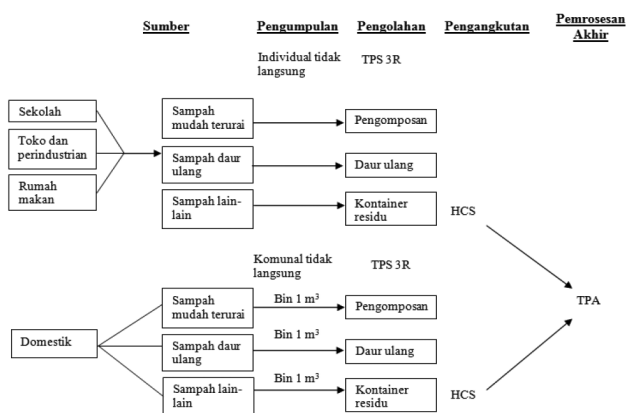 Sumber Pengumpulan Pengolahan Pengangkutan Pemrosesan
Akhir
Individual tidak
langsung
TPS 3R
Sekolah
Toko dan
perindustrian
Rumah
makan
Sampah
mudah terurai
Pengomposan
Sampah daur
ulang
Daur ulang
Sampah lain-
lain
Kontainer
residu
HCS
Komunal tidak
langsung
TPS 3R
Domestik
Sampah
mudah terurai
Bin 1 m³
Pengomposan
Sampah daur
ulang
Bin 1 m³
Daur ulang
Sampah lain-
lain
Bin 1 m³
Kontainer
residu
HCS
TPA